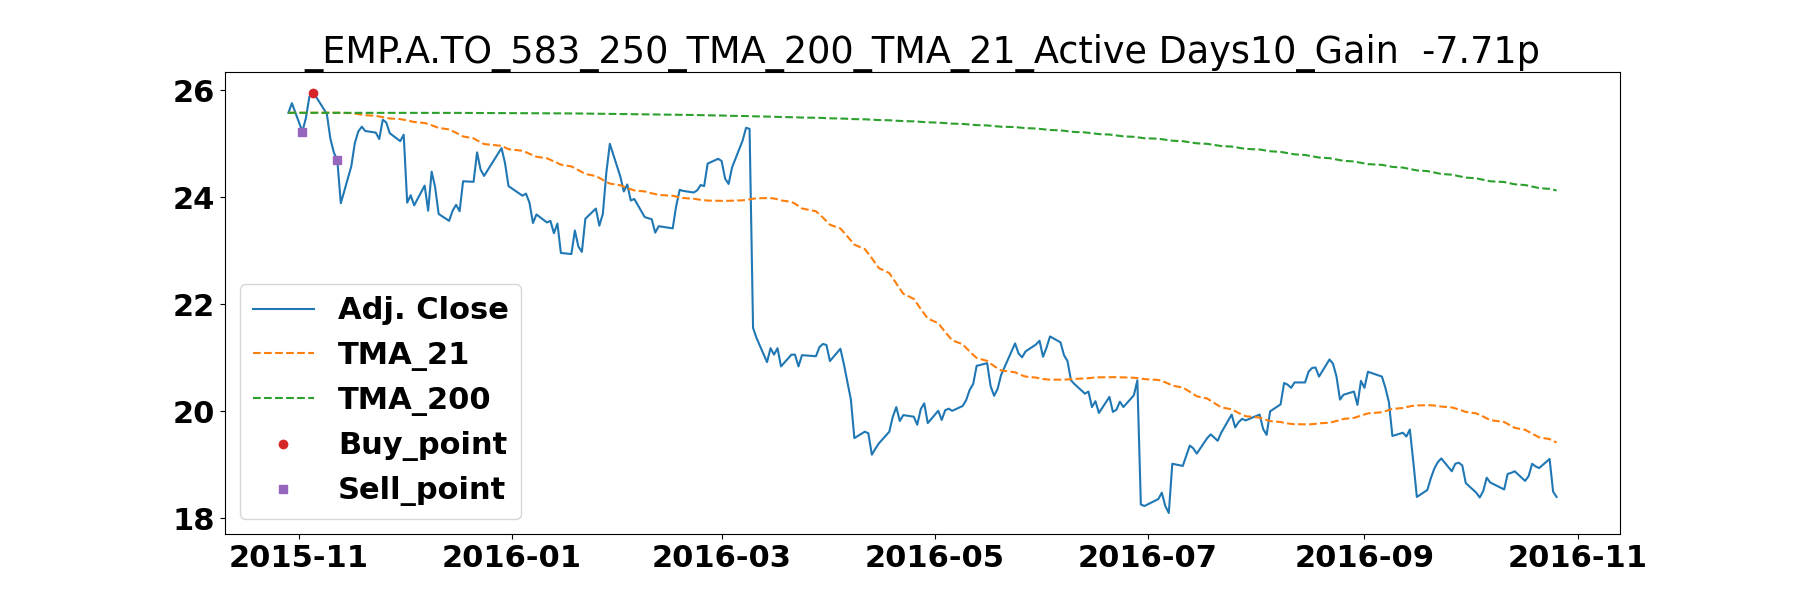 _EMP.A.TO_583_250_TMA_200_TMA_21_Active Days10_Gain  -7.71p
26
24
22
20
18
Adj. Close
TMA_21
TMA_200
Buy_point
Sell_point
2015-11 2016-01 2016-03 2016-05 2016-07 2016-09 2016-11